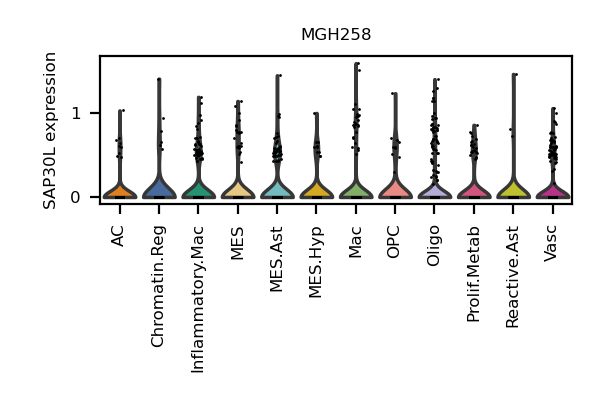 MGH258
SAP30L expression
1
0
AC
Chromatin.Reg
Inflammatory.Mac
MES
MES.Ast
MES.Hyp
Mac
OPC
Oligo
Prolif.Metab
Reactive.Ast
Vasc